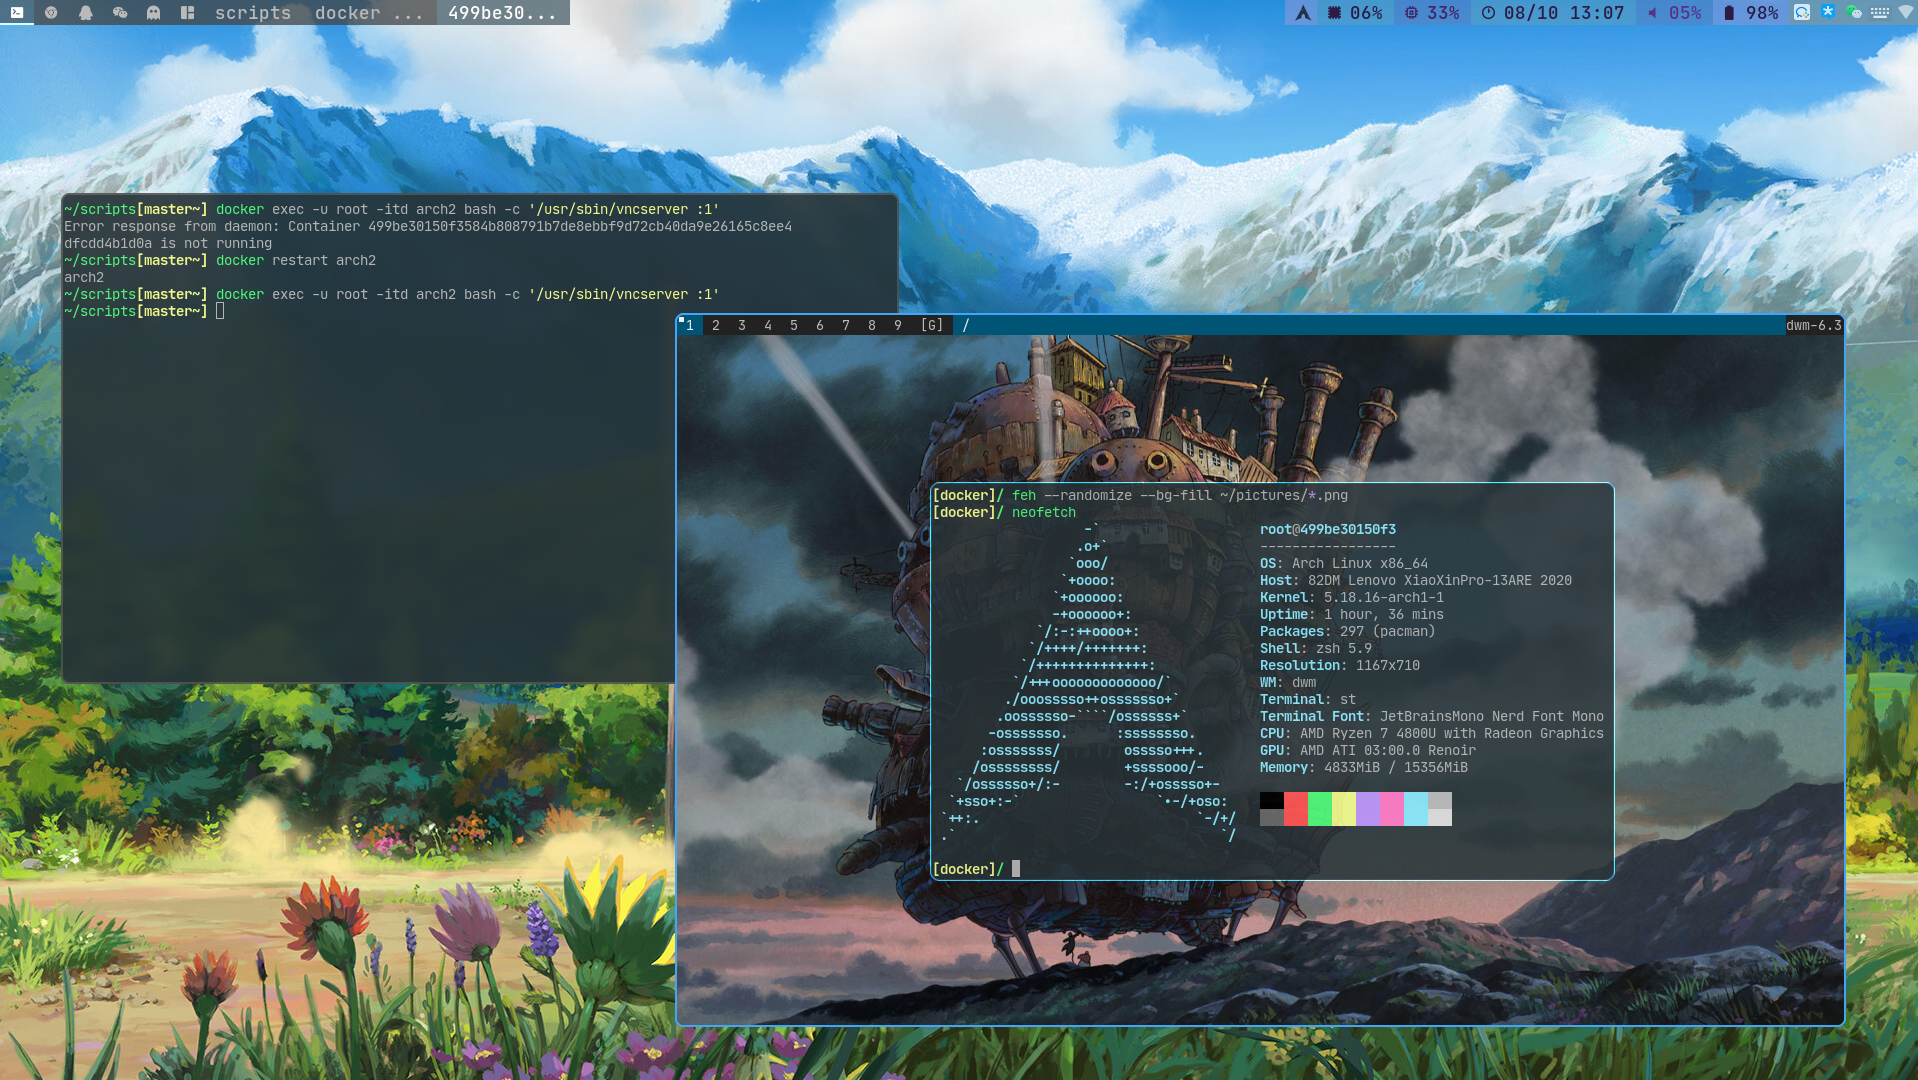 scripts docker ... 499be30...
06% 33% 08/10 13:07 05% 98%
~/scripts[master~] docker exec -u root -itd arch2 bash -c '/usr/sbin/vncserver :1'
Error response from daemon: Container 499be30150f3584b808791b7de8ebbf9d72cb40da9e26165c8ee4
dfcdd4b1d0a is not running
~/scripts[master~] docker restart arch2
arch2
~/scripts[master~] docker exec -u root -itd arch2 bash -c '/usr/sbin/vncserver :1'
~/scripts[master~]
1 2 3 4 5 6 7 8 9 [G] / dwm-6.3
[docker]/ feh --randomize --bg-fill ~/pictures/*.png
[docker]/ neofetch
root@499be30150f3
-----------------
OS: Arch Linux x86_64
Host: 82DM Lenovo XiaoXinPro-13ARE 2020
Kernel: 5.18.16-arch1-1
Uptime: 1 hour, 36 mins
Packages: 297 (pacman)
Shell: zsh 5.9
Resolution: 1167x710
WM: dwm
Terminal: st
Terminal Font: JetBrainsMono Nerd Font Mono
CPU: AMD Ryzen 7 4800U with Radeon Graphics
GPU: AMD ATI 03:00.0 Renoir
Memory: 4833MiB / 15356MiB
[docker]/